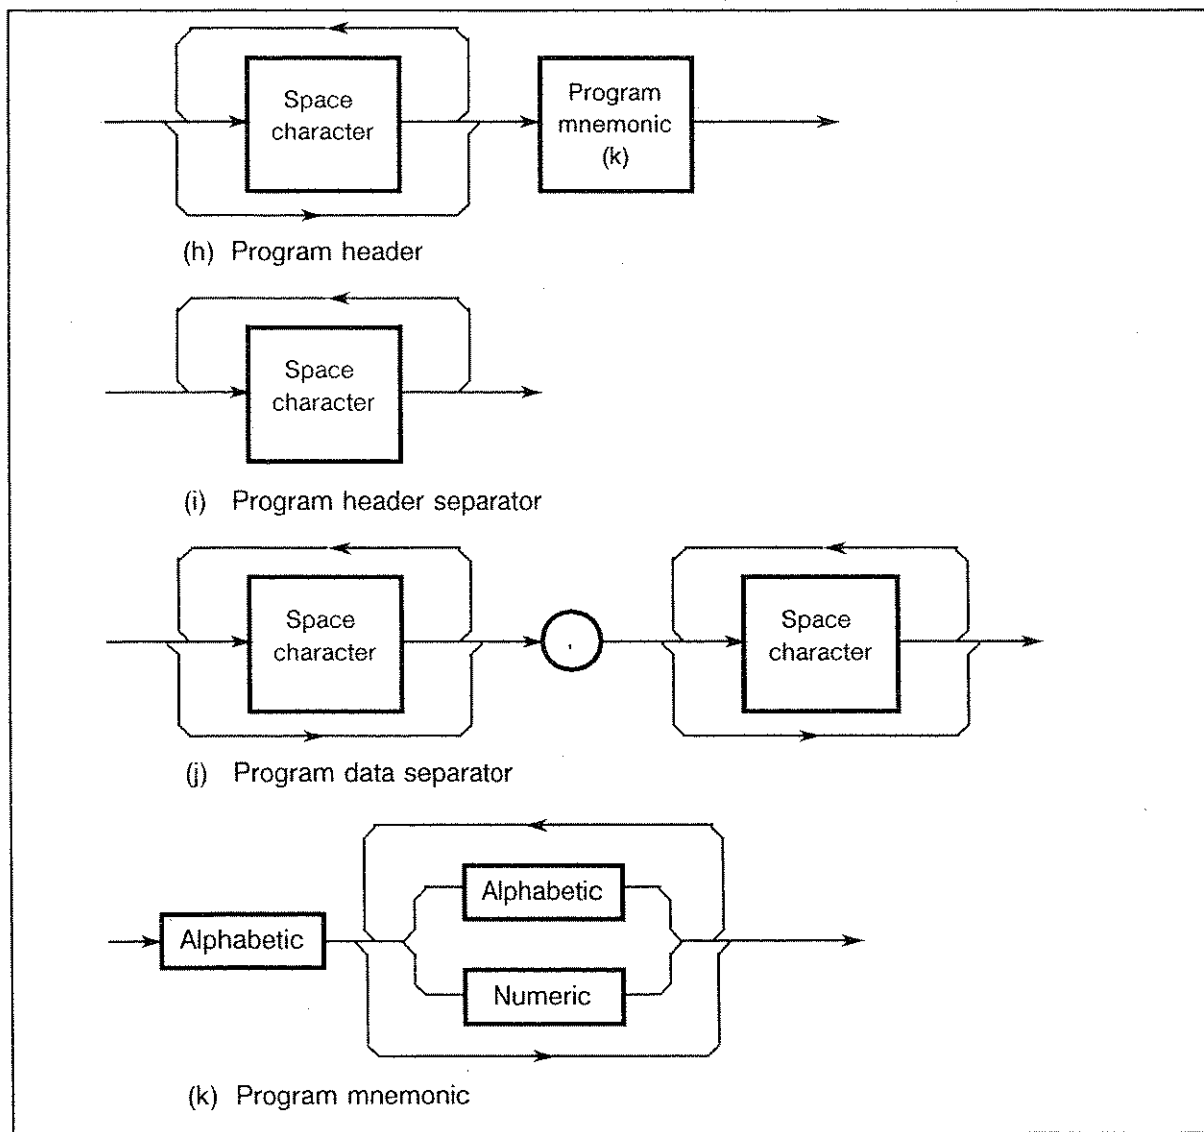 Space
character
Program
mnemonic
(k)
(h) Program header
Space
character
(i) Program header separator
Space
character
,
Space
character
(j) Program data separator
Alphabetic
Alphabetic
Numeric
(k) Program mnemonic